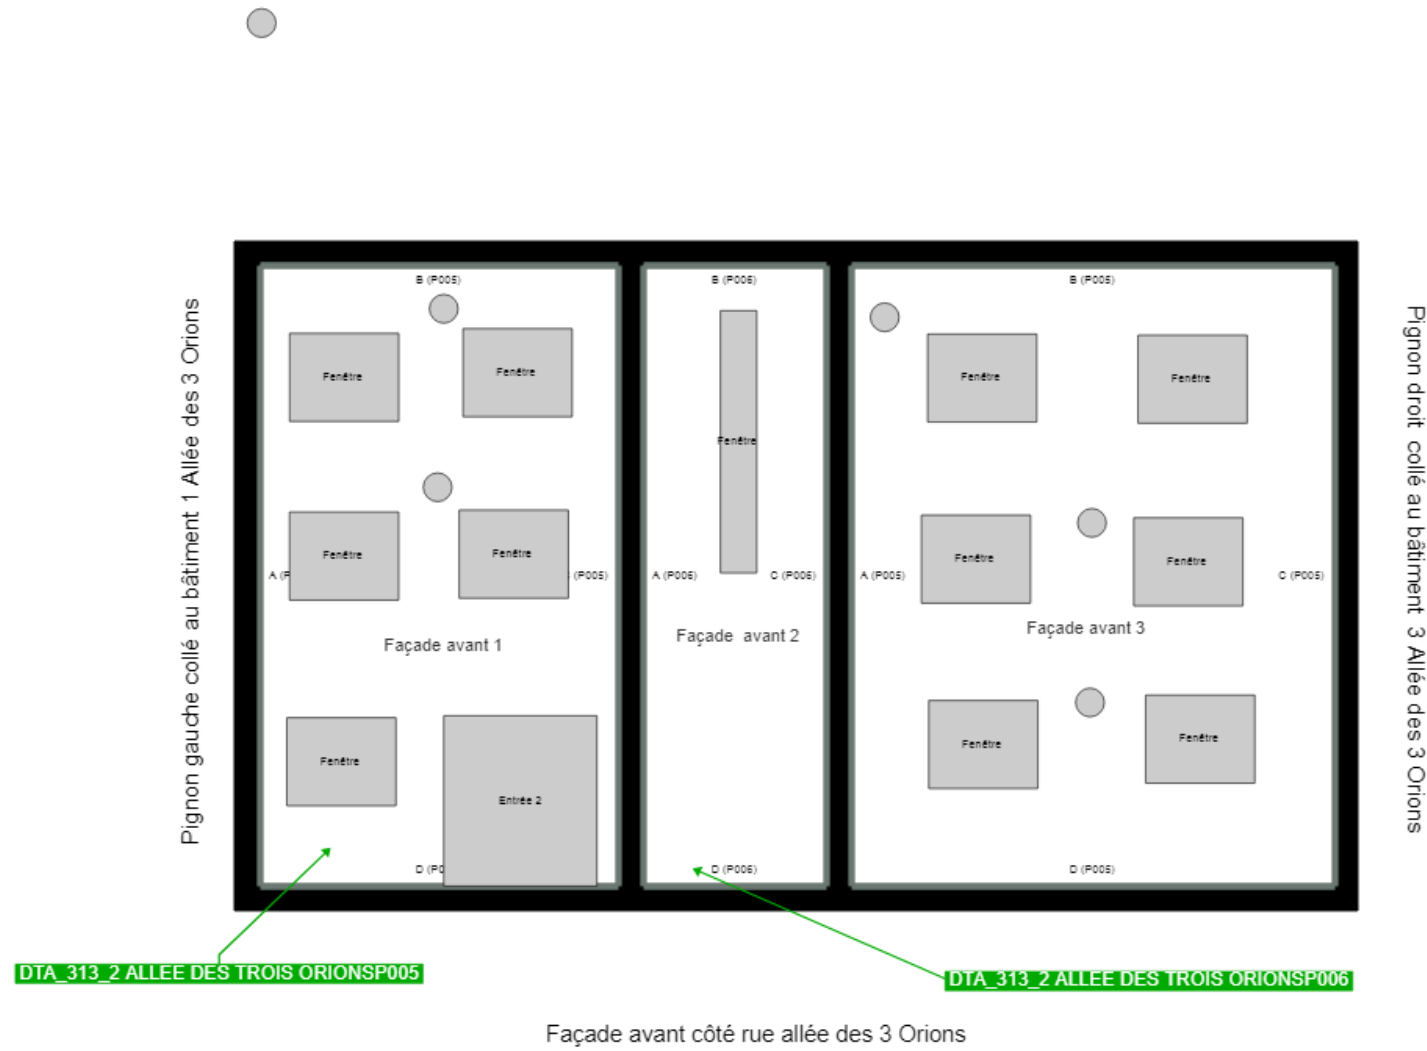 B (P005)
B (P006)
B (P005)
Fenêtre
Fenêtre
Fenêtre
Fenêtre
Fenêtre
Pignon gauche collé au bâtiment 1 Allée des 3 Orions
Pignon droit collé au bâtiment 3 Allée des 3 Orions
Fenêtre
Fenêtre
Fenêtre
Fenêtre
A (P
(P005)
A (P006)
C (P006)
A (P005)
C (P005)
Façade avant 1
Façade avant 2
Façade avant 3
Fenêtre
Entrée 2
Fenêtre
Fenêtre
D (P0
D (P006)
D (P005)
DTA_313_2 ALLEE DES TROIS ORIONSP005
DTA_313_2 ALLEE DES TROIS ORIONSP006
Façade avant côté rue allée des 3 Orions